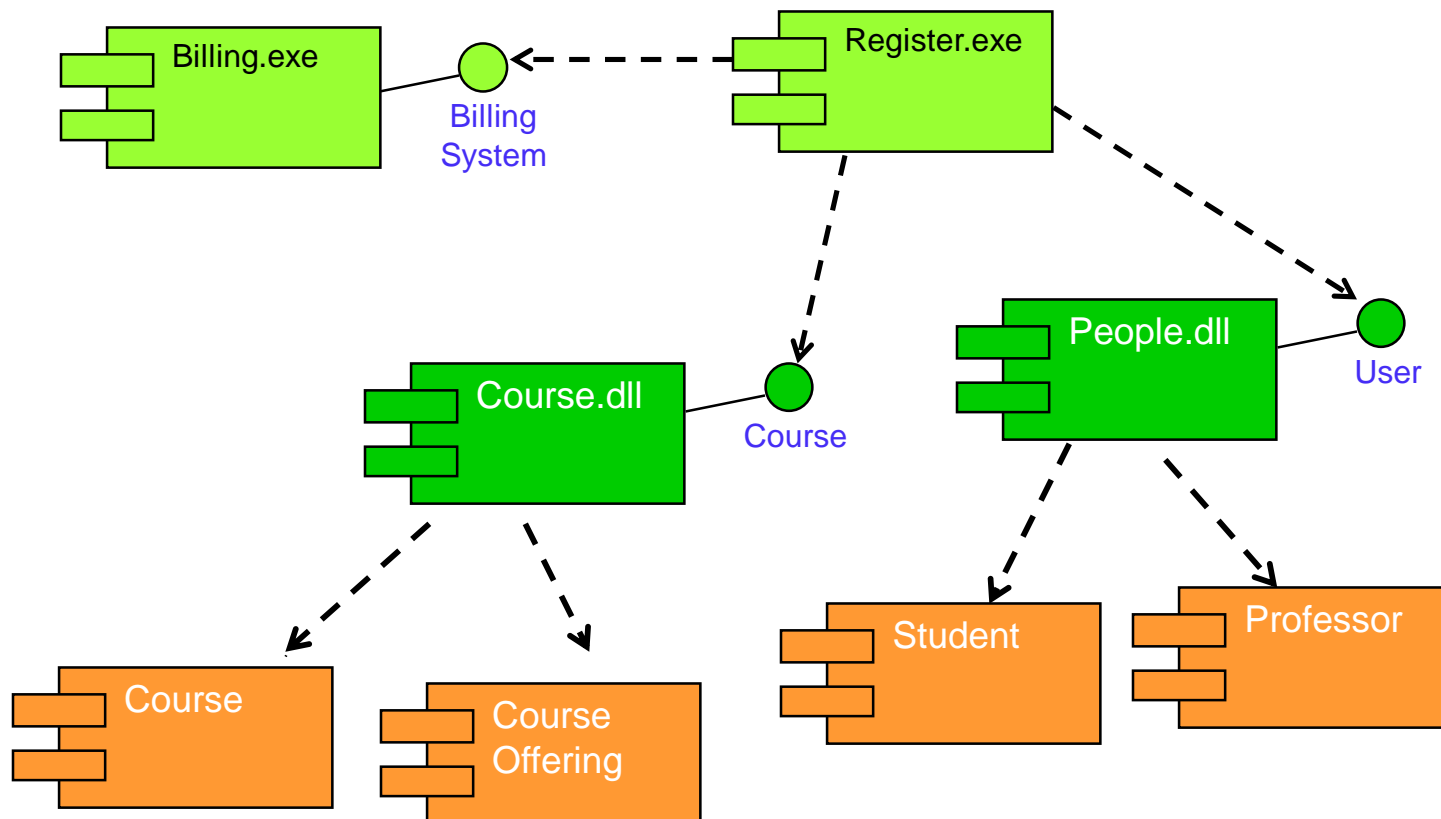 Billing.exe
Register.exe
Billing
System
People.dll
User
Course.dll
Course
Student
Professor
Course
Course
Offering